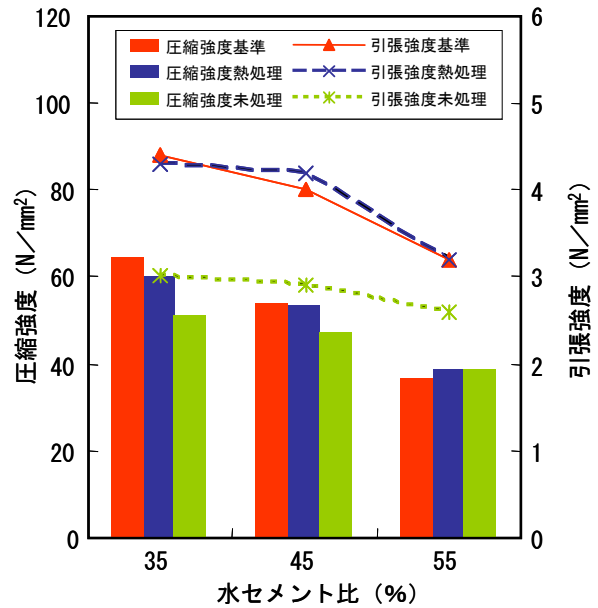 120
100
80
60
40
20
0
圧縮強度（N／mm²）
圧縮強度基準
圧縮強度熱処理
圧縮強度未処理
引張強度基準
引張強度熱処理
引張強度未処理
6
5
4
3
2
1
0
引張強度（N／mm²）
35 45 55
水セメント比（%）